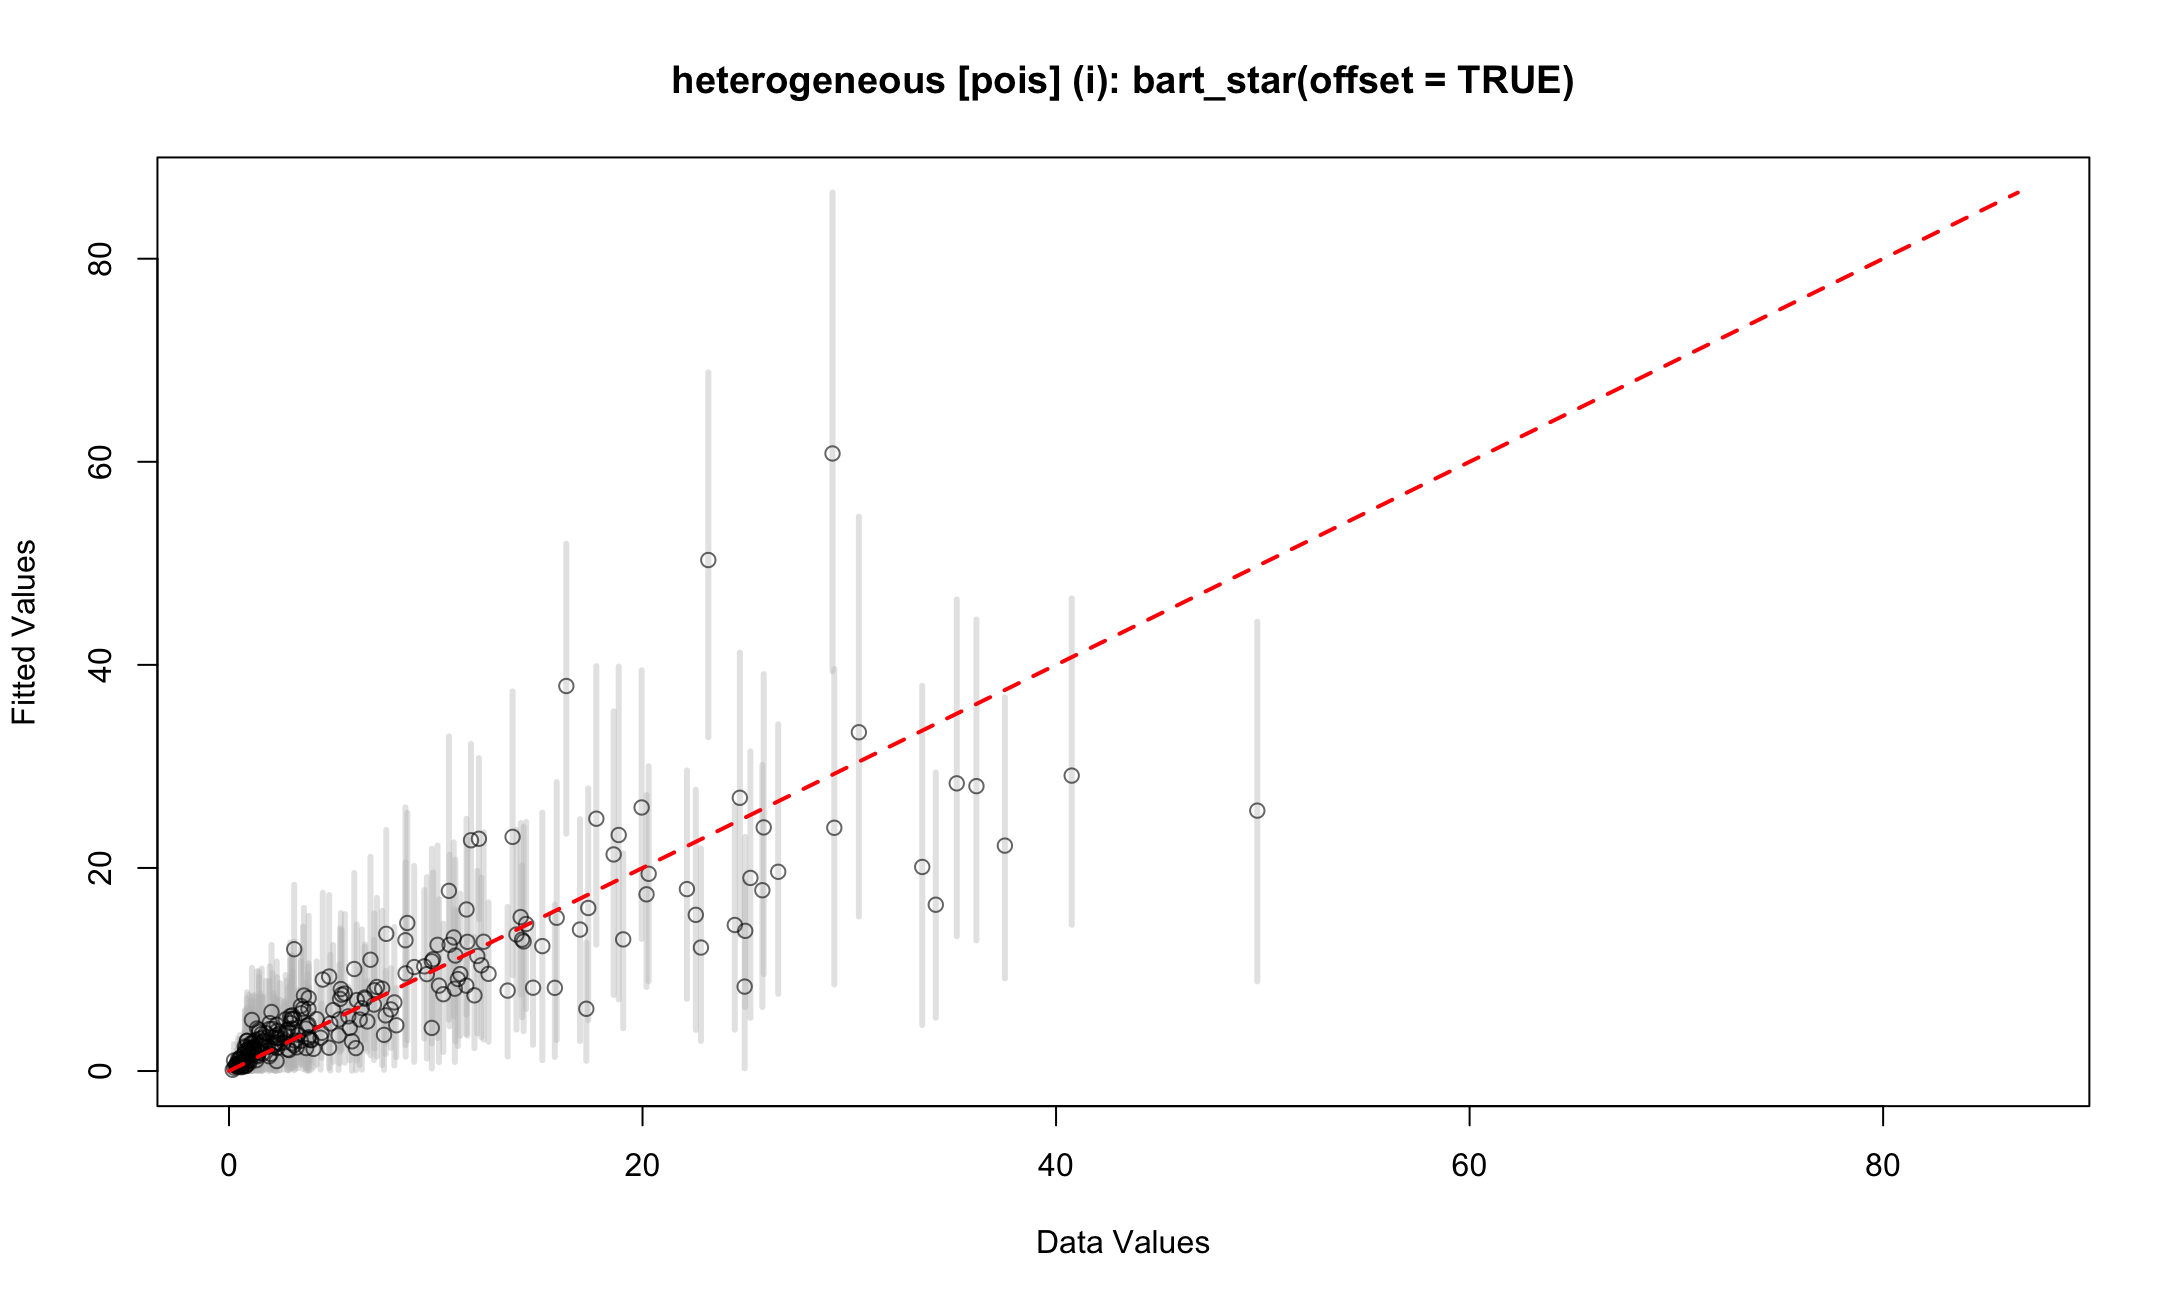 heterogeneous [pois] (i): bart_star(offset = TRUE)
Fitted Values
80
60
40
20
0
0 20 40 60 80
Data Values